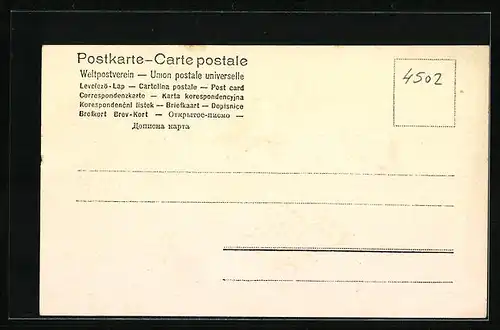 Postkarte — Carte postale
Weltpostverein — Union postale universelle
Levelező-Lap — Cartolina postale — Post card
Correspondenzkarte — Karta korespondencyjna
Korespondenční lístek — Briefkaart — Dopisnice
Brefkort Brev-Kort — Открытое-письмо —
Дописна карта
4502